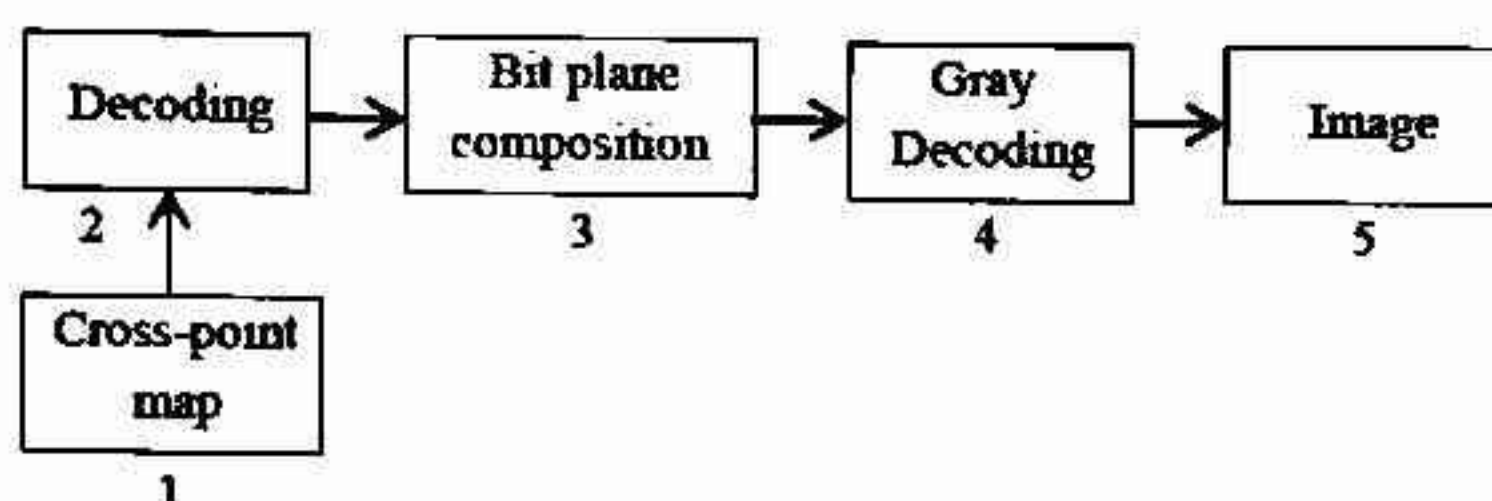 Decoding
2
Bit plane
composition
3
Gray
Decoding
4
Image
5
Cross-point
map
1